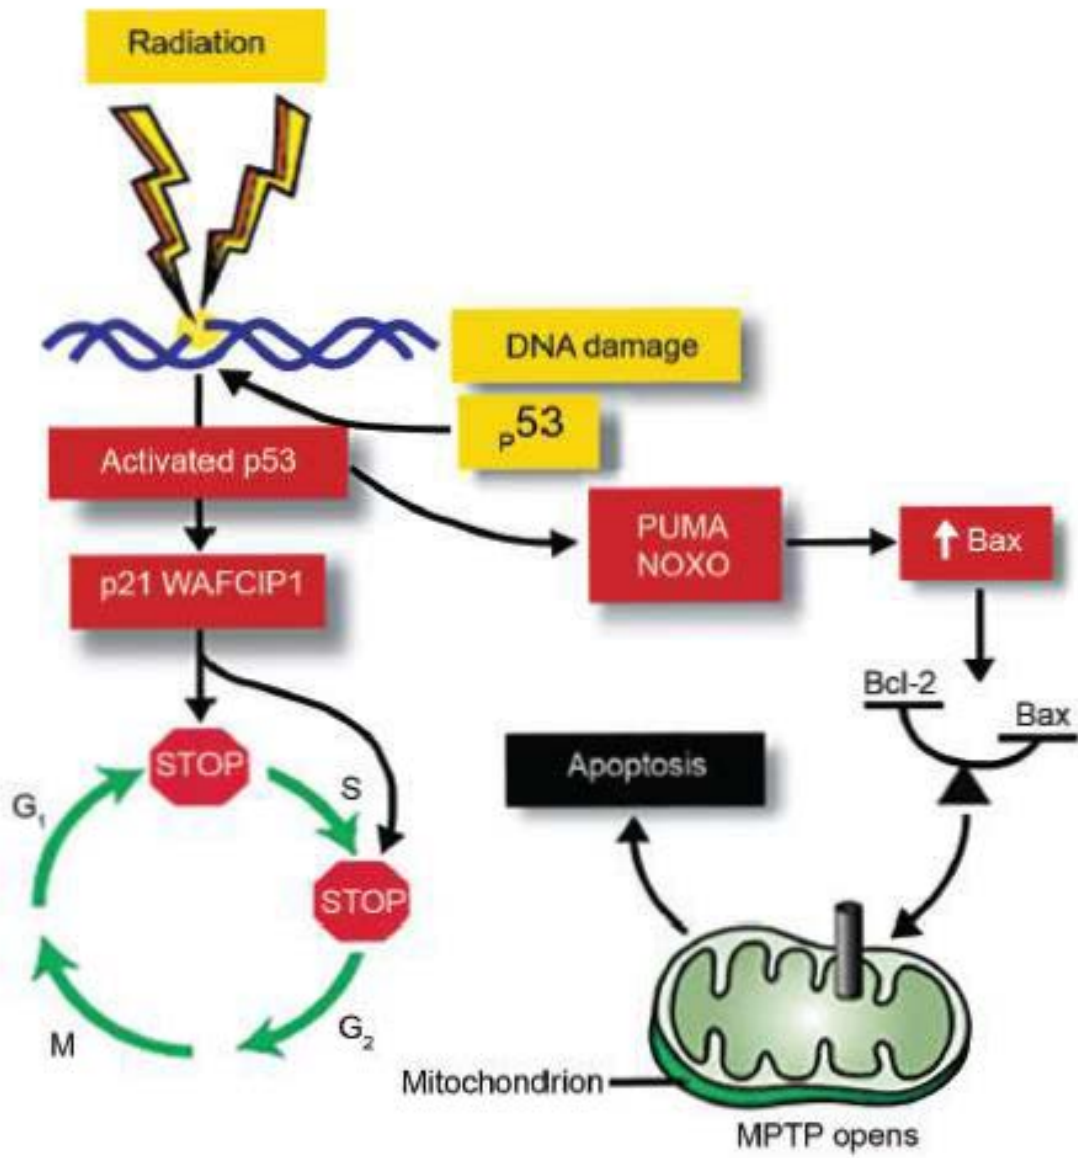 Radiation
DNA damage
P53
Activated p53
PUMA
NOXO
Bax
p21 WAFCIP1
Bcl-2
Bax
STOP
Apoptosis
G1
S
STOP
G2
M
Mitochondrion
MPTP opens